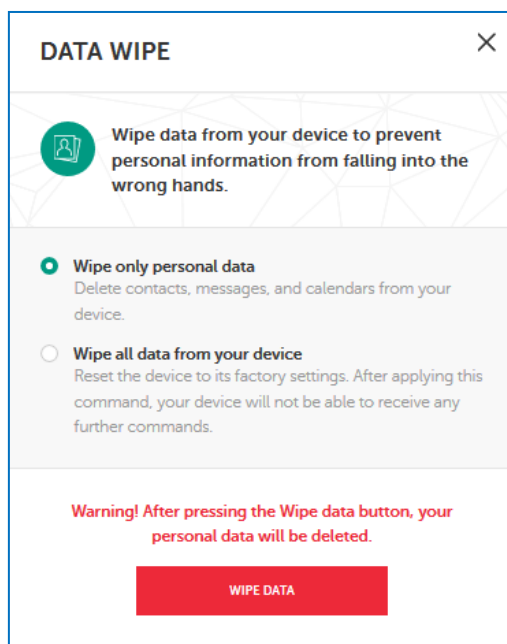 DATA WIPE
Wipe data from your device to prevent
personal information from falling into the
wrong hands.
Wipe only personal data
Delete contacts, messages, and calendars from your
device.
Wipe all data from your device
Reset the device to its factory settings. After applying this
command, your device will not be able to receive any
further commands.
Warning! After pressing the Wipe data button, your
personal data will be deleted.
WIPE DATA